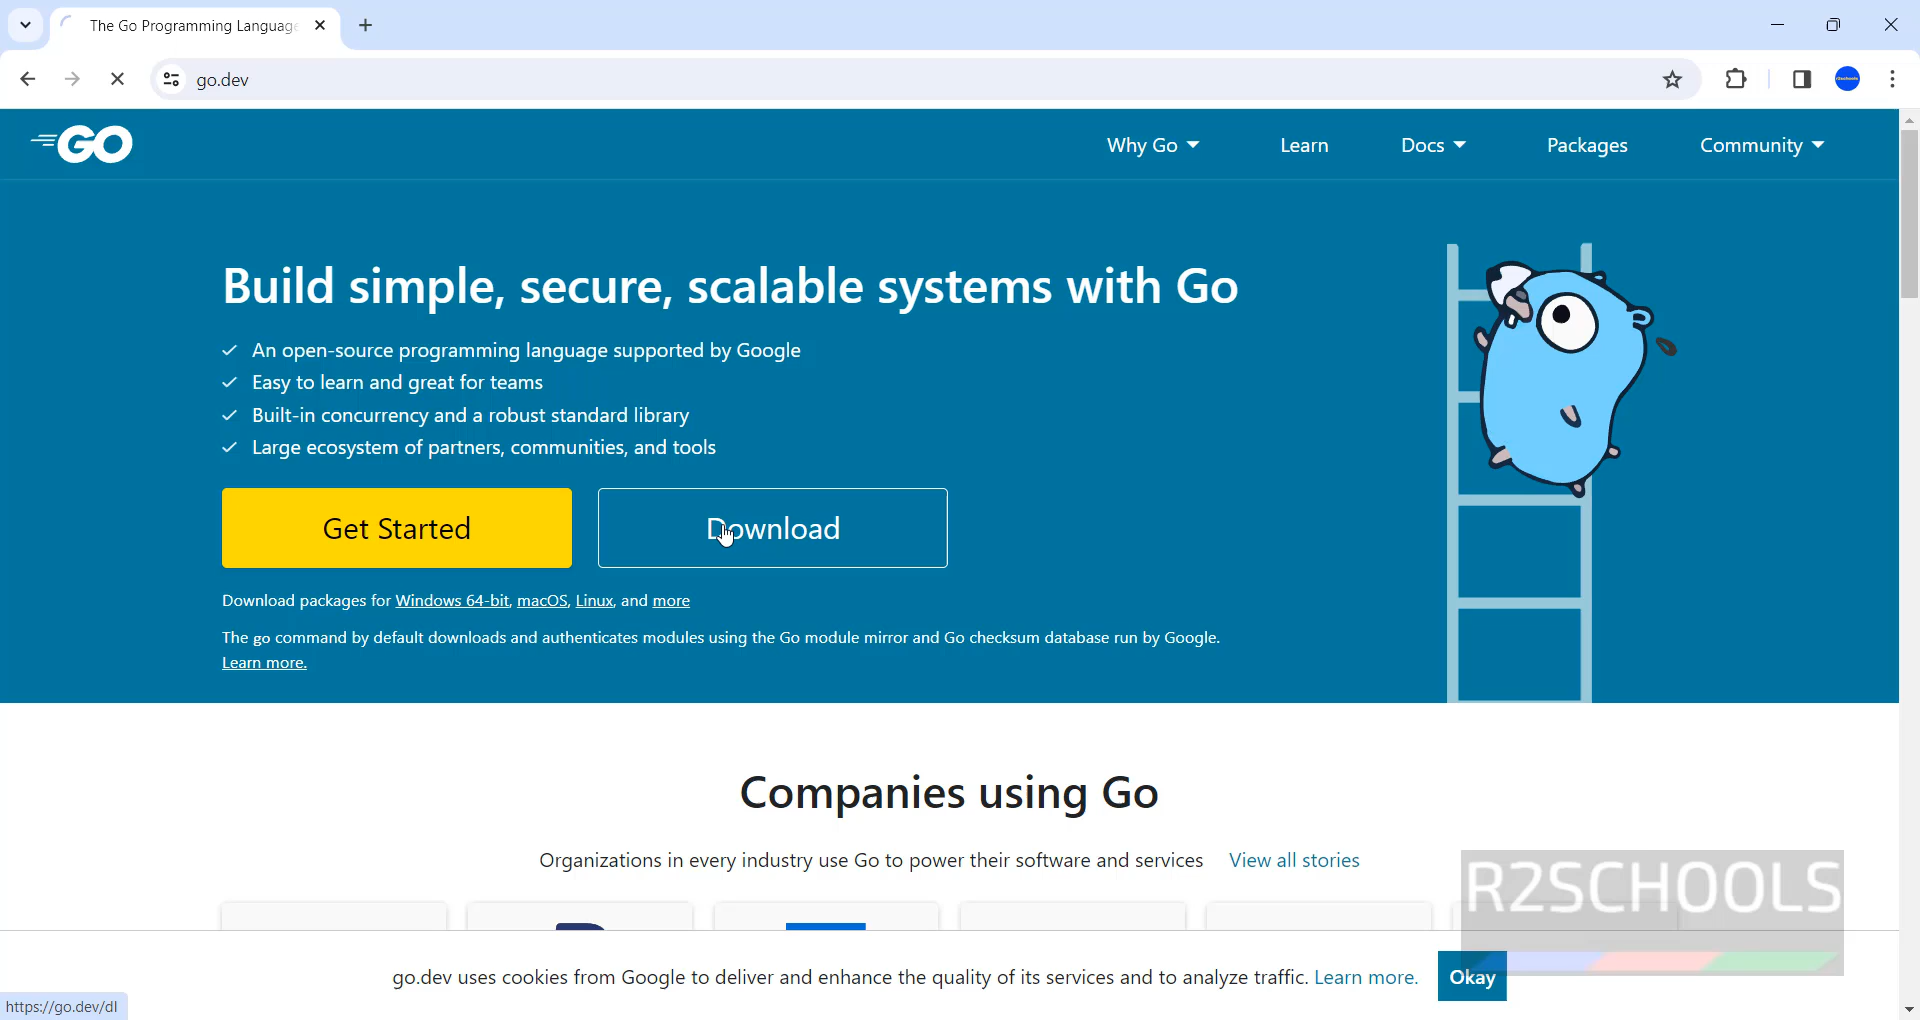 The Go Programming Language
go.dev
GO
Why Go
Learn
Docs
Packages
Community
Build simple, secure, scalable systems with Go
An open-source programming language supported by Google
Easy to learn and great for teams
Built-in concurrency and a robust standard library
Large ecosystem of partners, communities, and tools
Get Started
Download
Download packages for Windows 64-bit, macOS, Linux, and more
The go command by default downloads and authenticates modules using the Go module mirror and Go checksum database run by Google.
Learn more.
Companies using Go
Organizations in every industry use Go to power their software and services View all stories
R2SCHOOLS
go.dev uses cookies from Google to deliver and enhance the quality of its services and to analyze traffic. Learn more.
Okay
https://go.dev/dl